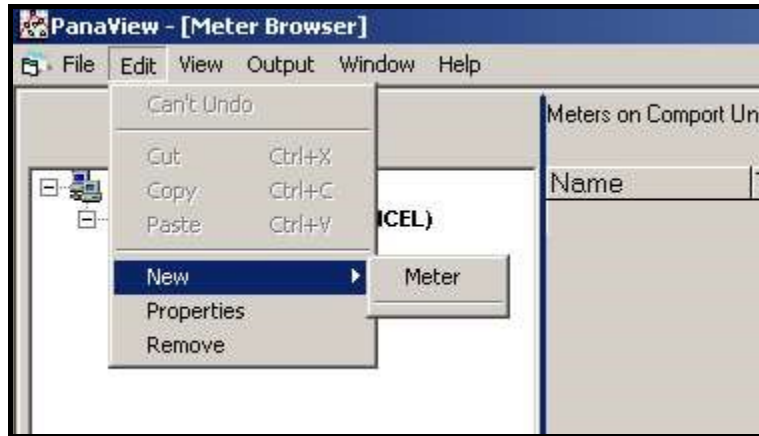 PanaView - [Meter Browser]
File Edit View Output Window Help
Can't Undo
Meters on Comport Un
Cut Ctrl+X
Name
Copy Ctrl+C
Paste Ctrl+V
ICEL)
New
Meter
Properties
Remove